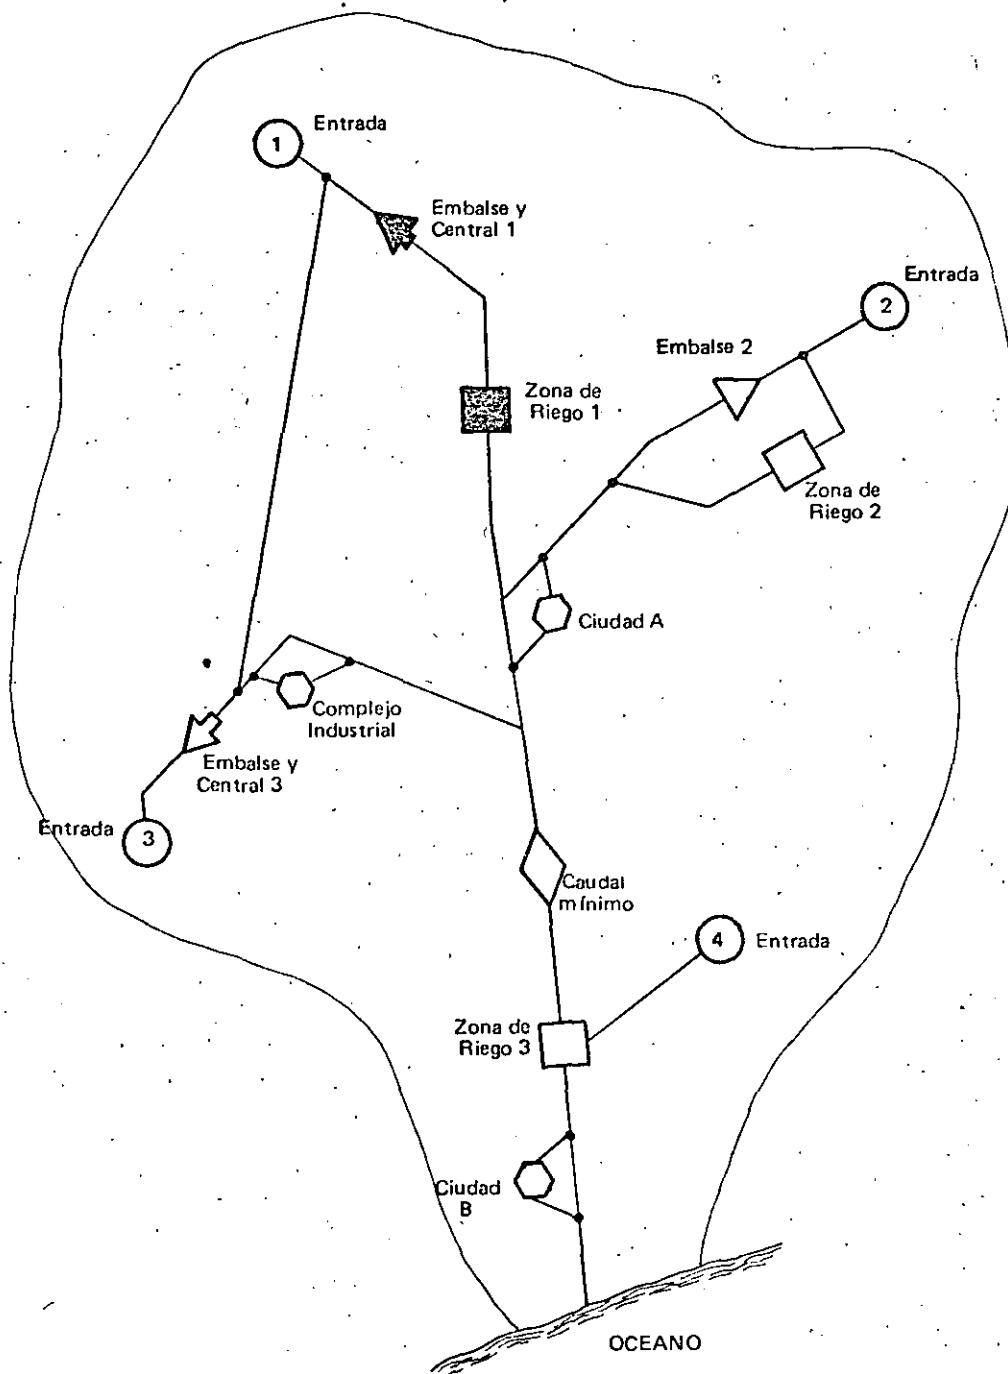 Entrada
1
Embalse y
Central 1
Entrada
2
Embalse 2
Zona de
Riego 1
Zona de
Riego 2
Ciudad A
Complejo
Industrial
Embalse y
Central 3
Entrada
3
Caudal
mínimo
4
Entrada
Zona de
Riego 3
Ciudad
B
OCEANO